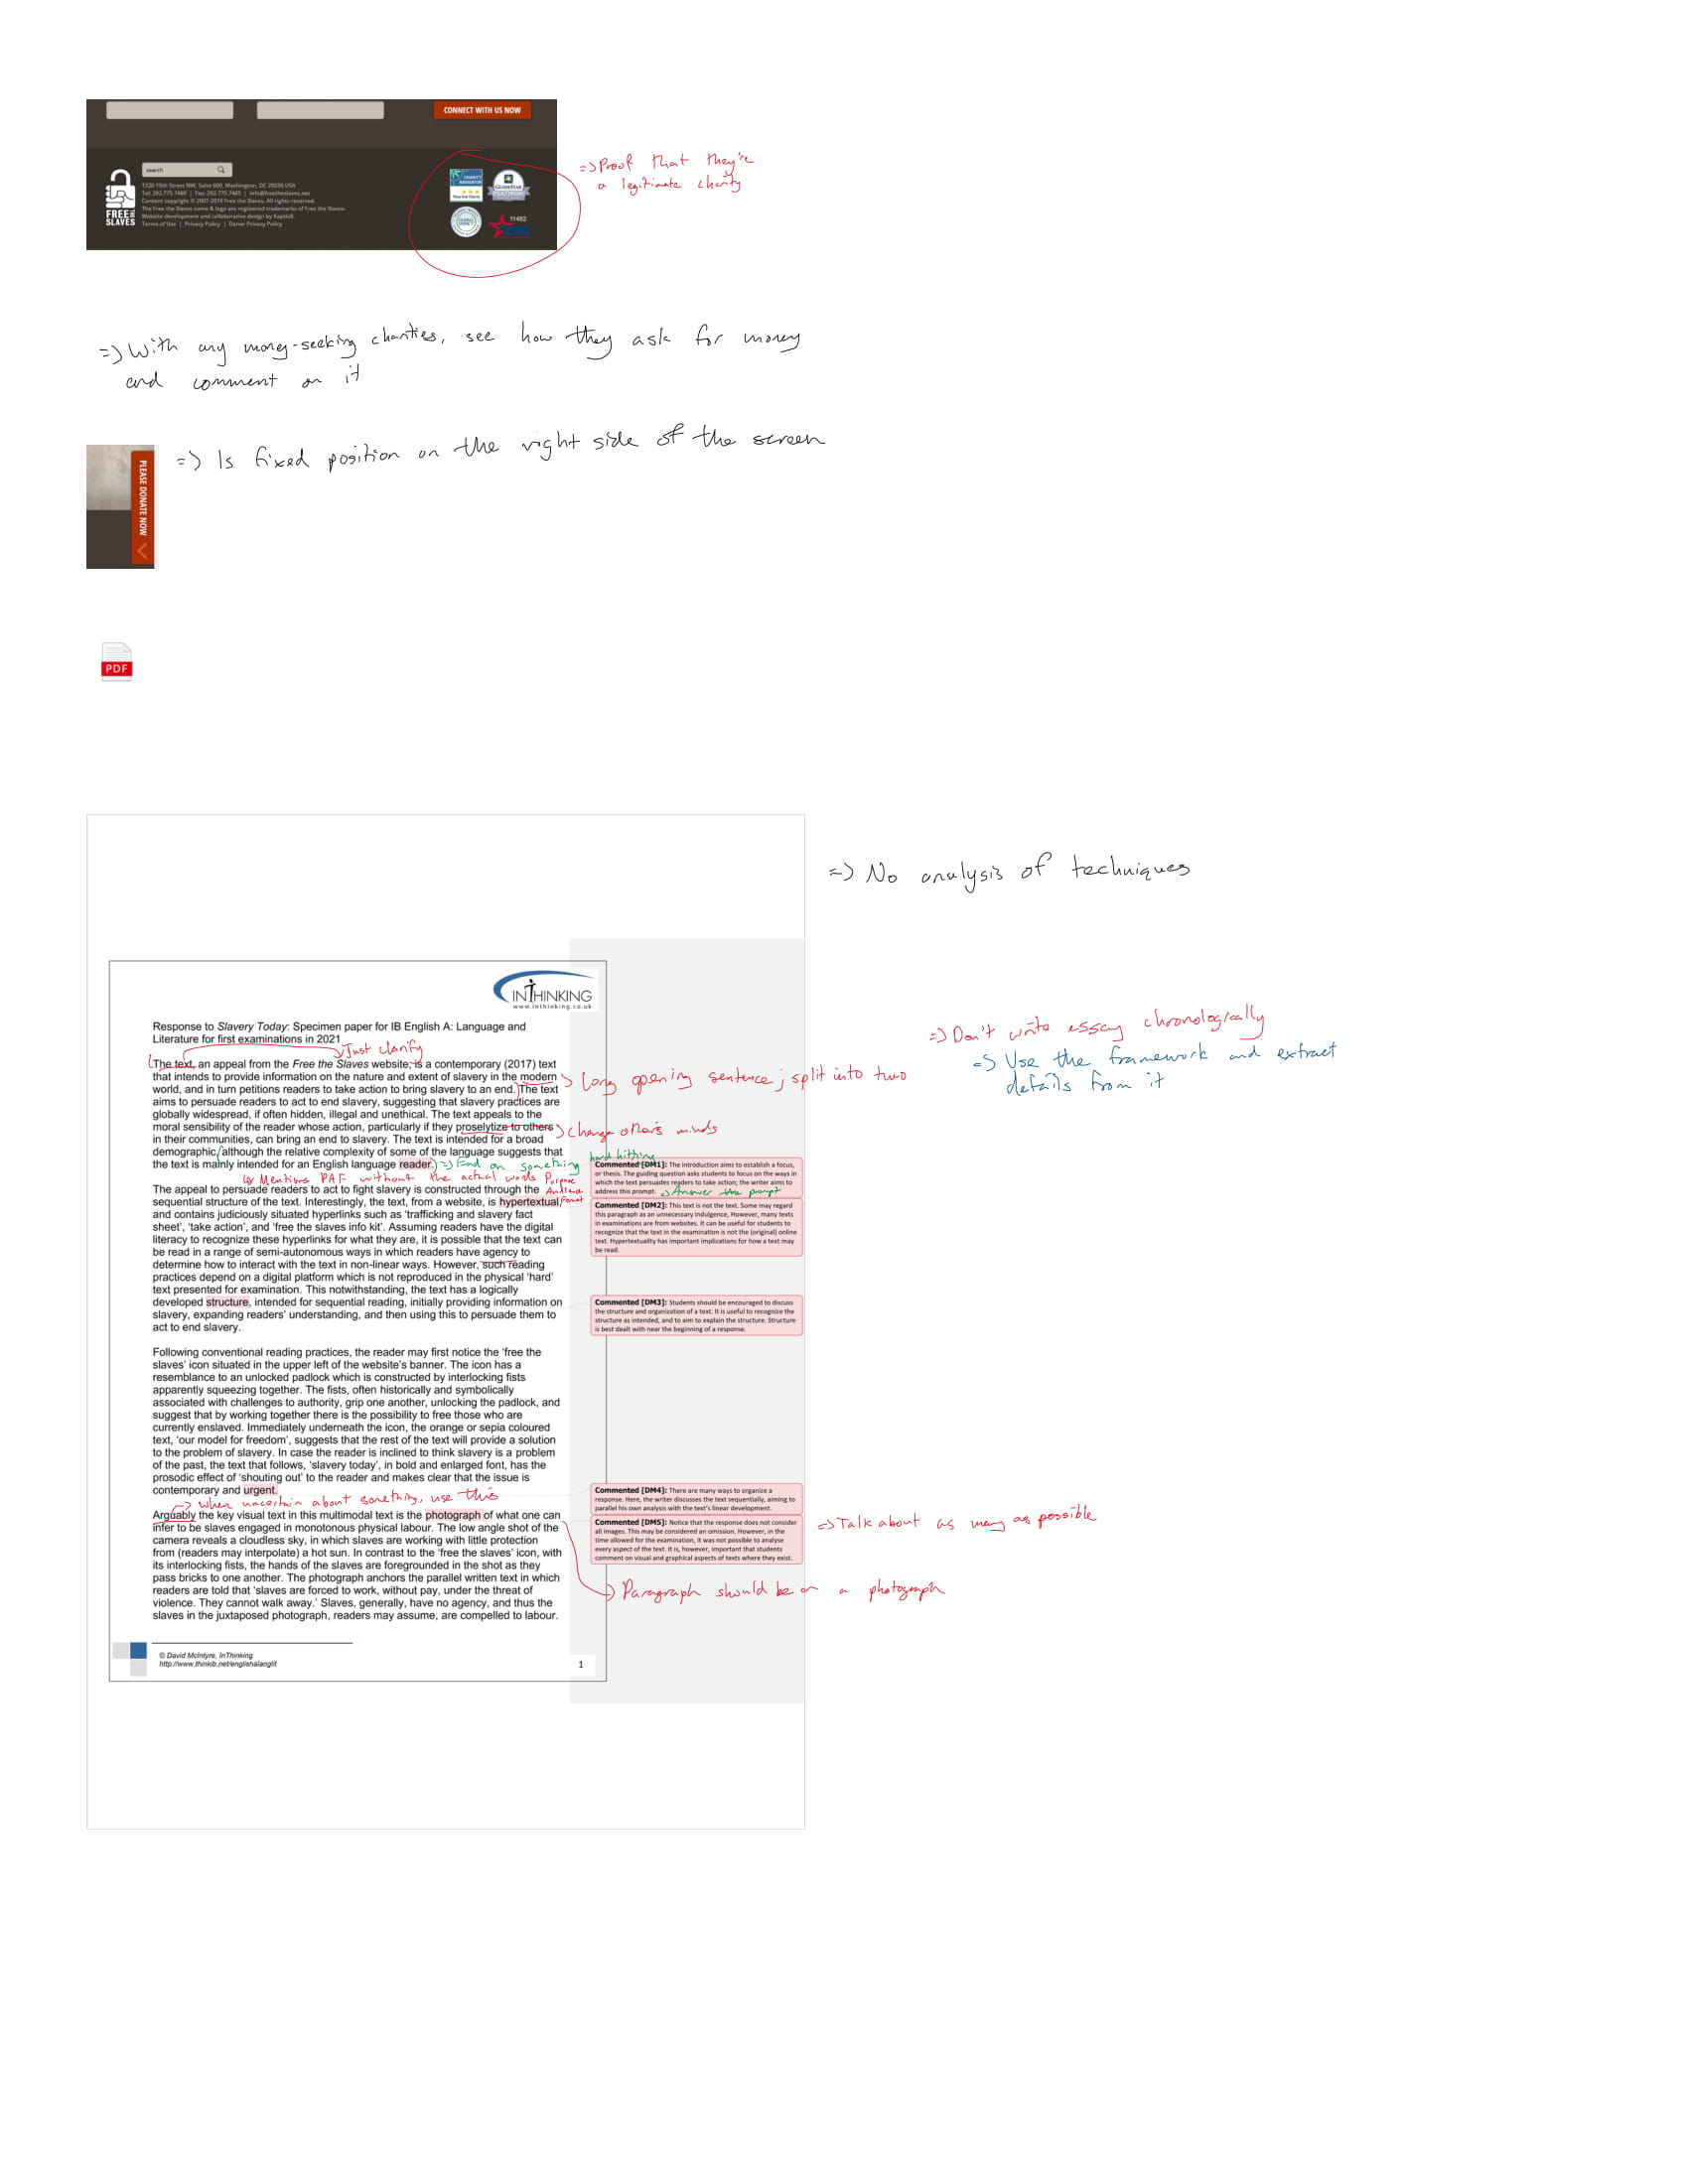 CONNECT WITH US NOW
search
1320 19th Street NW, Suite 600, Washington, DC 20036 USA
Tel: 202.775.7480 | Fax: 202.775.7485 | info@freetheslaves.net
Content copyright © 2007-2019 Free the Slaves. All rights reserved.
The Free the Slaves name & logo are registered trademarks of Free the Slaves.
Website development and collaborative design by Kaptiv8.
Terms of Use | Privacy Policy | Donor Privacy Policy
FREE THE
SLAVES
CHARITY NAVIGATOR
GUIDESTAR
11482
=> Proof that they're
a legitimate charity
=> With any money-seeking charities, see how they ask for money
and comment on it
PLEASE DONATE NOW
=> Is fixed position on the right side of the screen
PDF
=> No analysis of techniques
INTHINKING
www.inthinking.co.uk
=> Don't write essay chronologically
=> Use the framework and extract
details from it
Response to Slavery Today: Specimen paper for IB English A: Language and
Literature for first examinations in 2021
Just clarify
The text, an appeal from the Free the Slaves website, is a contemporary (2017) text
that intends to provide information on the nature and extent of slavery in the modern
world, and in turn petitions readers to take action to bring slavery to an end. The text
=> Long opening sentence; split into two
aims to persuade readers to act to end slavery, suggesting that slavery practices are
globally widespread, if often hidden, illegal and unethical. The text appeals to the
moral sensibility of the reader whose action, particularly if they proselytize to others
=> Change other's minds
in their communities, can bring an end to slavery. The text is intended for a broad
demographic, although the relative complexity of some of the language suggests that
the text is mainly intended for an English language reader.
=> End on something hard hitting
Mentions PAF without the actual words Purpose
Audience
Format
Commented [DM1]: The introduction aims to establish a focus,
or thesis. The guiding question asks students to focus on the ways in
which the text persuades readers to take action; the writer aims to
address this prompt.
=> Answer the prompt
The appeal to persuade readers to act to fight slavery is constructed through the
sequential structure of the text. Interestingly, the text, from a website, is hypertextual,
and contains judiciously situated hyperlinks such as 'trafficking and slavery fact
sheet', 'take action', and 'free the slaves info kit'. Assuming readers have the digital
literacy to recognize these hyperlinks for what they are, it is possible that the text can
be read in a range of semi-autonomous ways in which readers have agency to
determine how to interact with the text in non-linear ways. However, such reading
practices depend on a digital platform which is not reproduced in the physical 'hard'
text presented for examination. This notwithstanding, the text has a logically
developed structure, intended for sequential reading, initially providing information on
slavery, expanding readers' understanding, and then using this to persuade them to
act to end slavery.
Commented [DM2]: This text is not the text. Some may regard
this paragraph as an unnecessary indulgence, However, many texts
in examinations are from websites. It can be useful for students to
recognize that the text in the examination is not the (original) online
text. Hypertextuality has important implications for how a text may
be read.
Commented [DM3]: Students should be encouraged to discuss
the structure and organization of a text. It is useful to recognize the
structure as intended, and to aim to explain the structure. Structure
is best dealt with near the beginning of a response.
Following conventional reading practices, the reader may first notice the 'free the
slaves' icon situated in the upper left of the website's banner. The icon has a
resemblance to an unlocked padlock which is constructed by interlocking fists
apparently squeezing together. The fists, often historically and symbolically
associated with challenges to authority, grip one another, unlocking the padlock, and
suggest that by working together there is the possibility to free those who are
currently enslaved. Immediately underneath the icon, the orange or sepia coloured
text, 'our model for freedom', suggests that the rest of the text will provide a solution
to the problem of slavery. In case the reader is inclined to think slavery is a problem
of the past, the text that follows, 'slavery today', in bold and enlarged font, has the
prosodic effect of 'shouting out' to the reader and makes clear that the issue is
contemporary and urgent.
Commented [DM4]: There are many ways to organize a
response. Here, the writer discusses the text sequentially, aiming to
parallel his own analysis with the text's linear development.
=> when uncertain about something, use this
Arguably the key visual text in this multimodal text is the photograph of what one can
infer to be slaves engaged in monotonous physical labour. The low angle shot of the
camera reveals a cloudless sky, in which slaves are working with little protection
from (readers may interpolate) a hot sun. In contrast to the 'free the slaves' icon, with
its interlocking fists, the hands of the slaves are foregrounded in the shot as they
pass bricks to one another. The photograph anchors the parallel written text in which
readers are told that 'slaves are forced to work, without pay, under the threat of
violence. They cannot walk away.' Slaves, generally, have no agency, and thus the
slaves in the juxtaposed photograph, readers may assume, are compelled to labour.
Commented [DM5]: Notice that the response does not consider
all images. This may be considered an omission. However, in the
time allowed for the examination, it was not possible to analyse
every aspect of the text. It is, however, important that students
comment on visual and graphical aspects of texts where they exist.
=> Talk about as many as possible
=> Paragraph should be on a photograph
© David McIntyre, InThinking
http://www.thinkib.net/englishalanglit
1